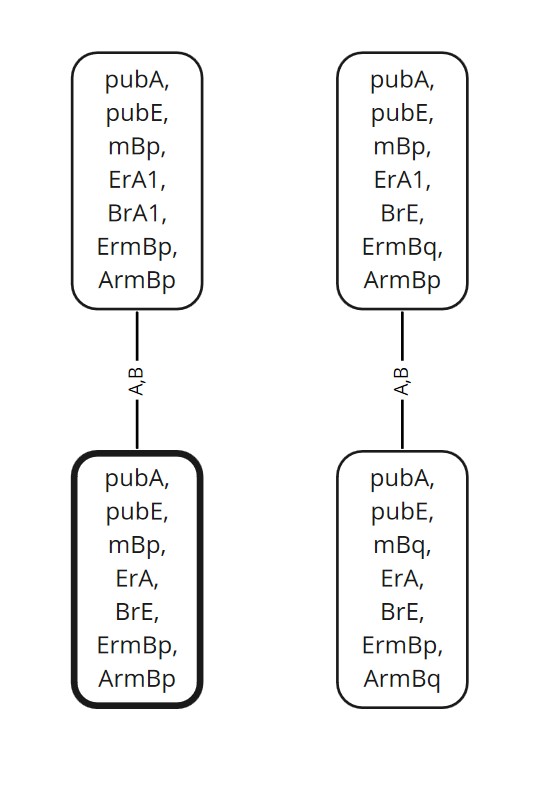 pubA,
pubE,
mBp,
ErA1,
BrA1,
ErmBp,
ArmBp
pubA,
pubE,
mBp,
ErA1,
BrE,
ErmBq,
ArmBp
A,B
A,B
pubA,
pubE,
mBp,
ErA,
BrE,
ErmBp,
ArmBp
pubA,
pubE,
mBq,
ErA,
BrE,
ErmBp,
ArmBq